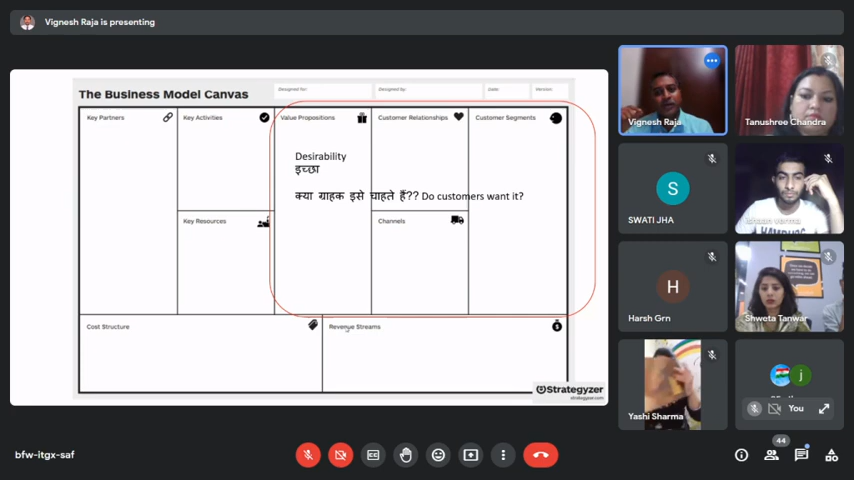 Vignesh Raja is presenting
The Business Model Canvas
Designed for:
Designed by:
Date:
Version:
Key Partners
Key Activities
Value Propositions
Customer Relationships
Customer Segments
Desirability
इच्छा
क्या ग्राहक इसे चाहते हैं?? Do customers want it?
Key Resources
Channels
Cost Structure
Revenue Streams
Strategyzer
strategyzer.com
Vignesh Raja
Tanushree Chandra
S
SWATI JHA
H
Harsh Grn
Shweta Tanwar
Yashi Sharma
j
You
bfw-itgx-saf
CC
44